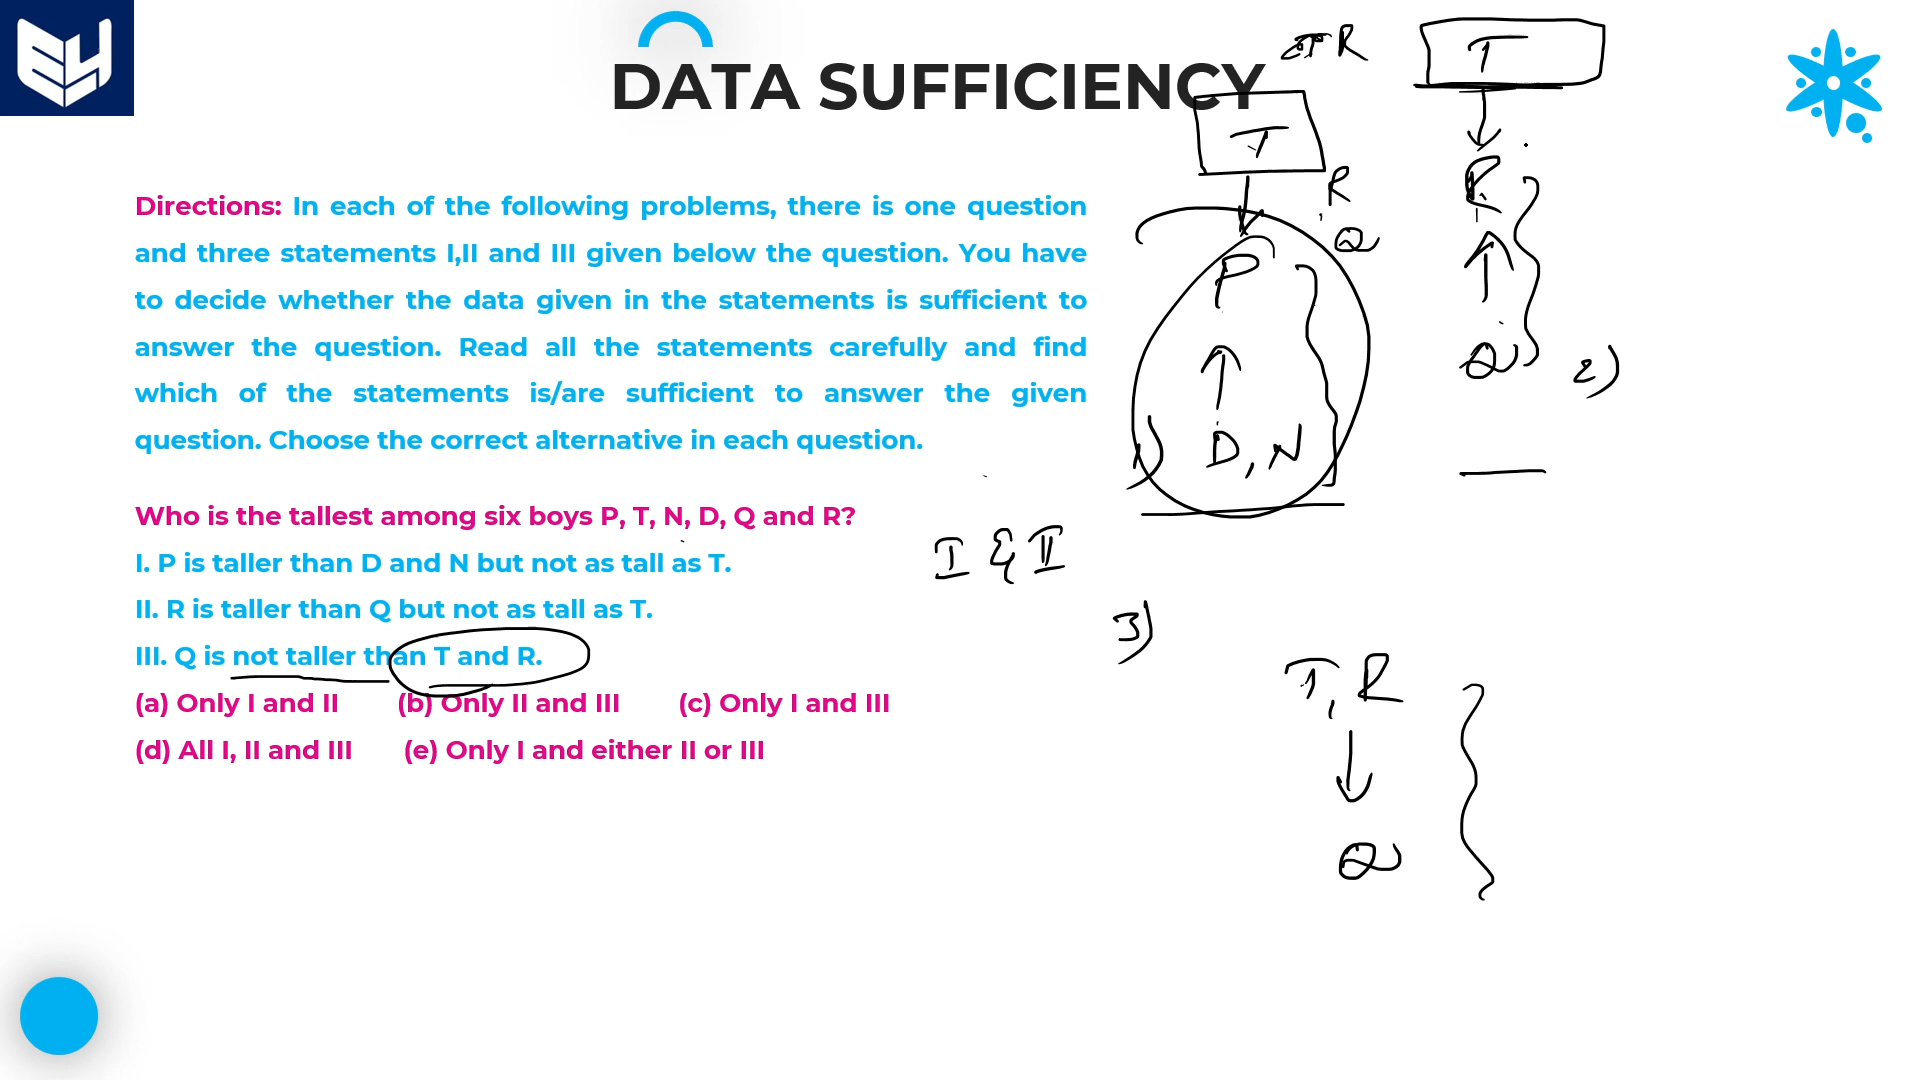 DATA SUFFICIENCY
R
T
T
R
Q
R
P
Q
2)
1)
D, N
Directions: In each of the following problems, there is one question
and three statements I,II and III given below the question. You have
to decide whether the data given in the statements is sufficient to
answer the question. Read all the statements carefully and find
which of the statements is/are sufficient to answer the given
question. Choose the correct alternative in each question.
Who is the tallest among six boys P, T, N, D, Q and R?
I. P is taller than D and N but not as tall as T.
II. R is taller than Q but not as tall as T.
III. Q is not taller than T and R.
(a) Only I and II (b) Only II and III (c) Only I and III
(d) All I, II and III (e) Only I and either II or III
I & II
3)
T, R
Q